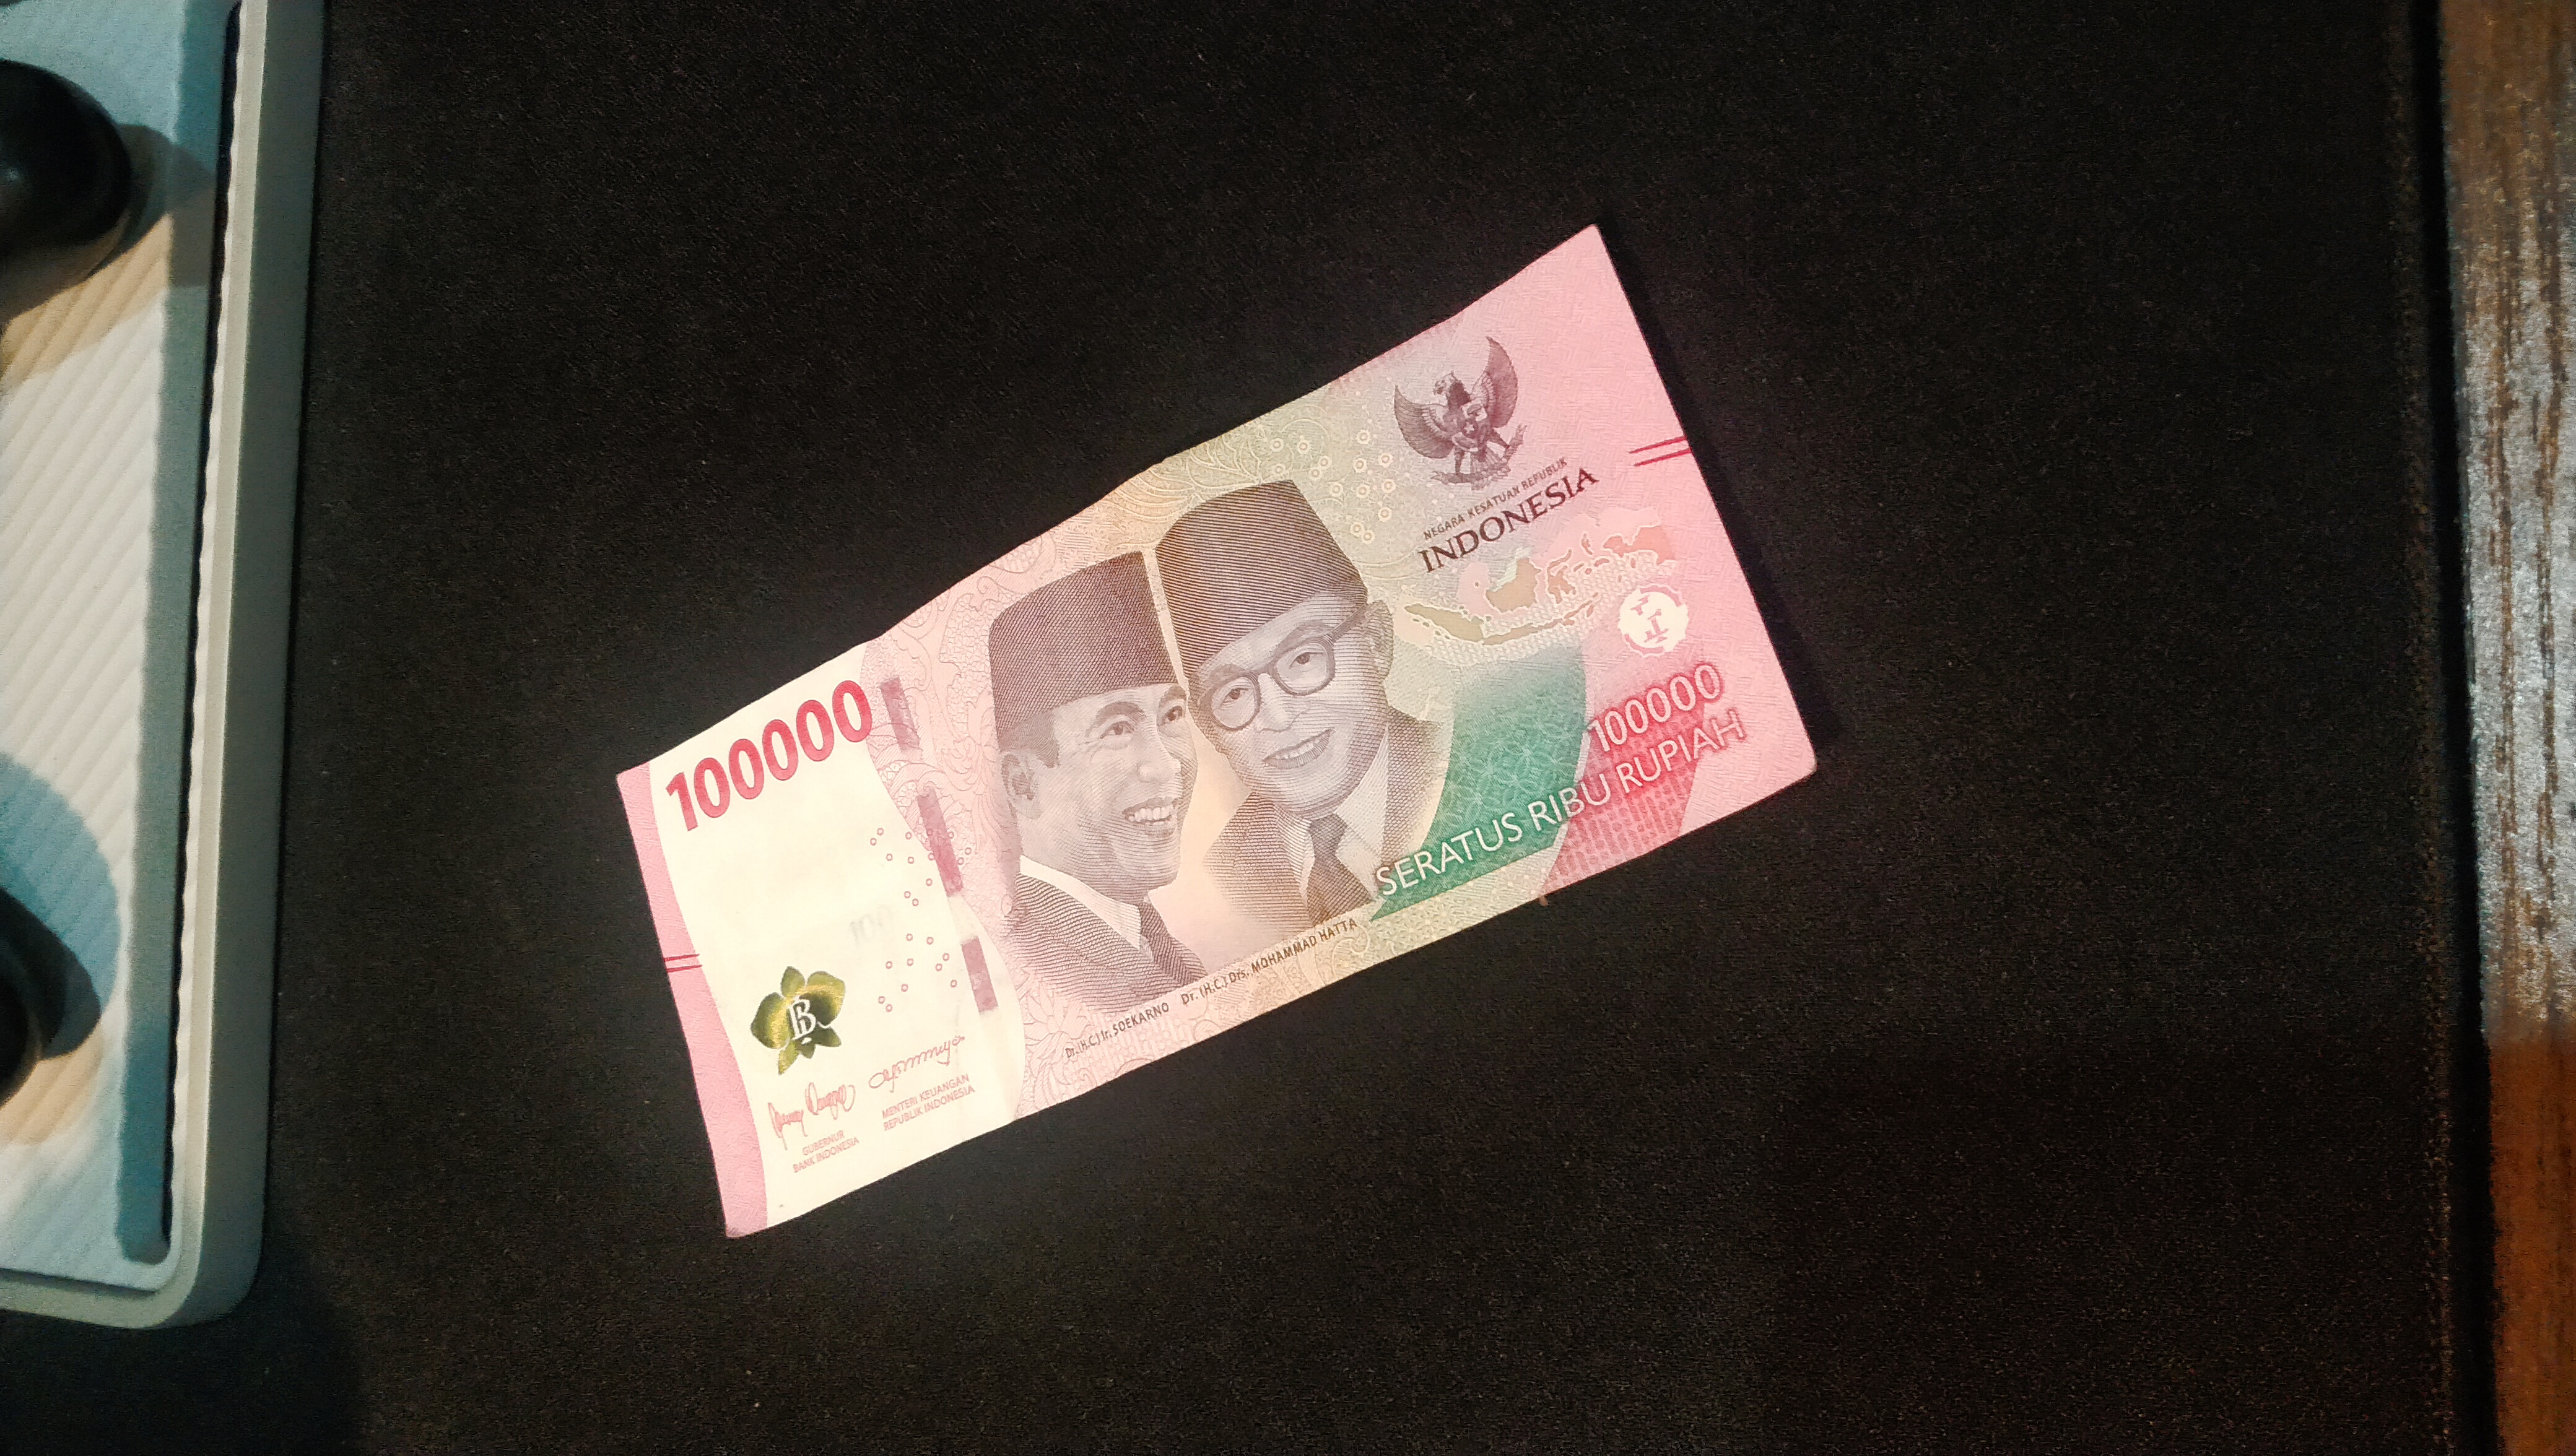 100000
GUBERNUR
BANK INDONESIA
MENTERI KEUANGAN
REPUBLIK INDONESIA
100
Dr. (H.C.) Ir. SOEKARNO
Dr. (H.C.) Drs. MOHAMMAD HATTA
NEGARA KESATUAN REPUBLIK
INDONESIA
100000
SERATUS RIBU RUPIAH